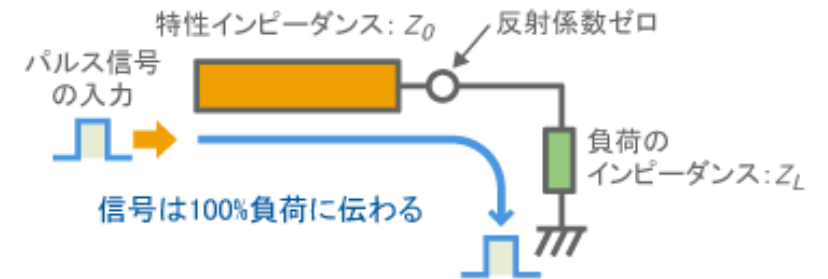 特性インピーダンス：Z0
反射係数ゼロ
パルス信号
の入力
負荷の
インピーダンス：ZL
信号は100%負荷に伝わる